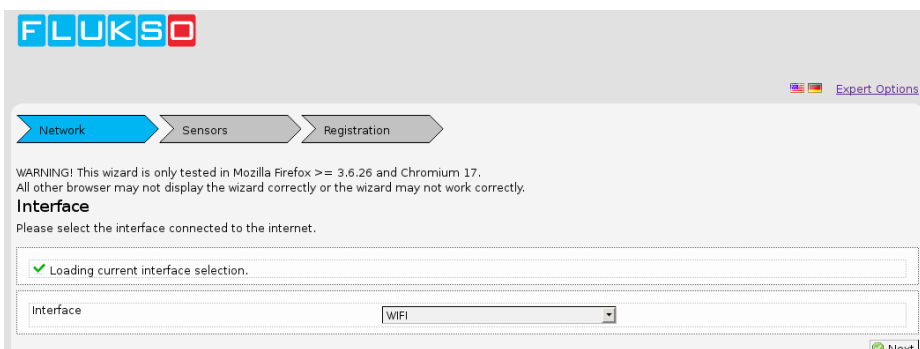 FLUKSO
Expert Options
Network Sensors Registration
WARNING! This wizard is only tested in Mozilla Firefox >= 3.6.26 and Chromium 17.
All other browser may not display the wizard correctly or the wizard may not work correctly.
Interface
Please select the interface connected to the internet.
Loading current interface selection.
Interface WIFI
Next